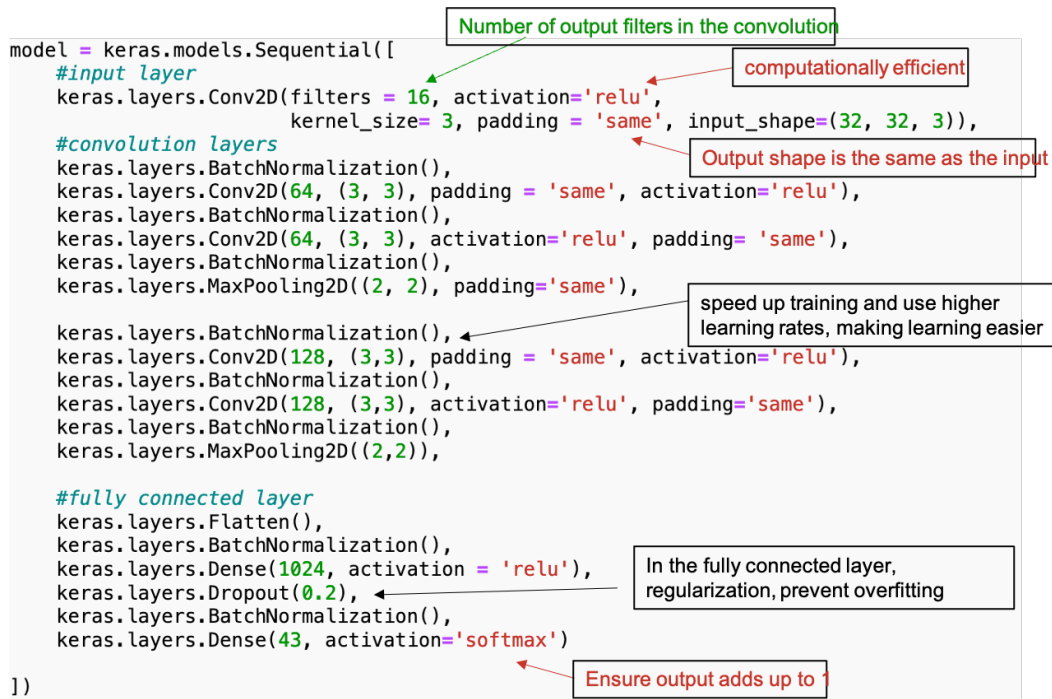 Number of output filters in the convolution
model = keras.models.Sequential([
#input layer
computationally efficient
keras.layers.Conv2D(filters = 16, activation='relu',
kernel_size= 3, padding = 'same', input_shape=(32, 32, 3)),
#convolution layers
Output shape is the same as the input
keras.layers.BatchNormalization(),
keras.layers.Conv2D(64, (3, 3), padding = 'same', activation='relu'),
keras.layers.BatchNormalization(),
keras.layers.Conv2D(64, (3, 3), activation='relu', padding= 'same'),
keras.layers.BatchNormalization(),
keras.layers.MaxPooling2D((2, 2), padding='same'),
speed up training and use higher
learning rates, making learning easier
keras.layers.BatchNormalization(),
keras.layers.Conv2D(128, (3,3), padding = 'same', activation='relu'),
keras.layers.BatchNormalization(),
keras.layers.Conv2D(128, (3,3), activation='relu', padding='same'),
keras.layers.BatchNormalization(),
keras.layers.MaxPooling2D((2,2)),
#fully connected layer
keras.layers.Flatten(),
keras.layers.BatchNormalization(),
keras.layers.Dense(1024, activation = 'relu'),
In the fully connected layer,
regularization, prevent overfitting
keras.layers.Dropout(0.2),
keras.layers.BatchNormalization(),
keras.layers.Dense(43, activation='softmax')
Ensure output adds up to 1
])